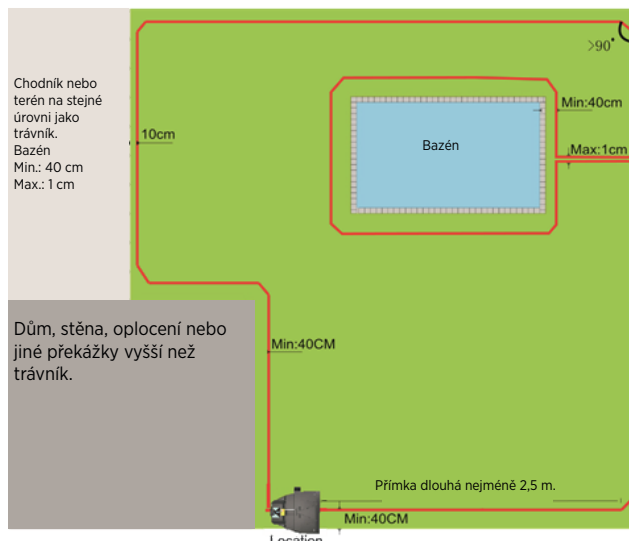 >90°
Chodník nebo
terén na stejné
úrovni jako
trávník.
Bazén
Min.: 40 cm
Max.: 1 cm
10cm
Bazén
Min:40cm
Max:1cm
Dům, stěna, oplocení nebo
jiné překážky vyšší než
trávník.
Min:40CM
Přímka dlouhá nejméně 2,5 m.
Min:40CM
Location